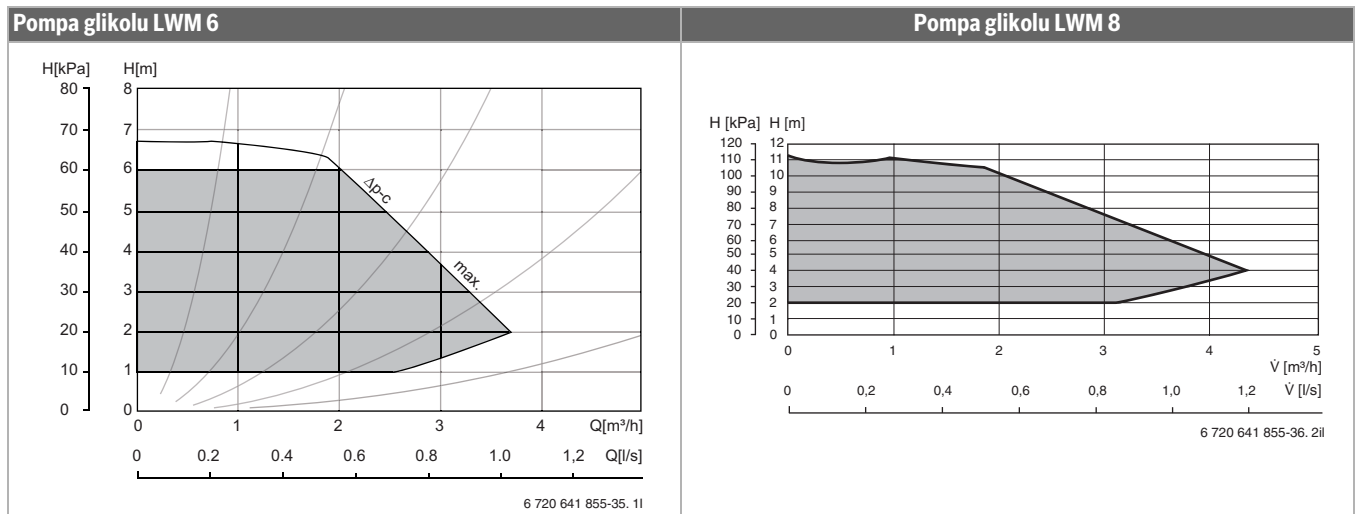 Pompa glikolu LWM 6
H[kPa] H[m]
80 8
70 7
60 6
50 5
40 4
30 3
20 2
10 1
0 0
Δp-c
max.
0 1 2 3 4 Q[m³/h]
0 0.2 0.4 0.6 0.8 1.0 1,2 Q[l/s]
6 720 641 855-35. 1l
Pompa glikolu LWM 8
H [kPa] H [m]
120 12
110 11
100 10
90 9
80 8
70 7
60 6
50 5
40 4
30 3
20 2
10 1
0 0
0 1 2 3 4 5
V̇ [m³/h]
0 0,2 0,4 0,6 0,8 1,0 1,2 V̇ [l/s]
6 720 641 855-36. 2il